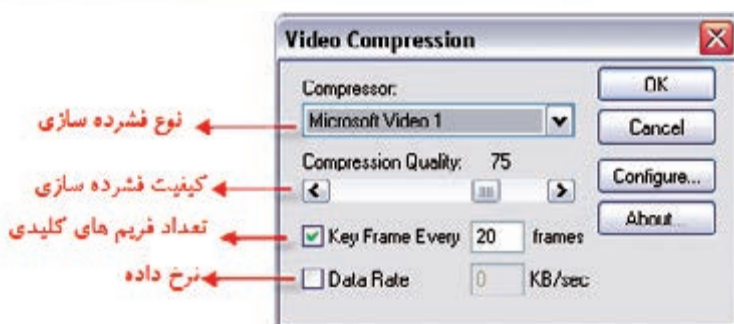 Video Compression
Compressor:
OK
نوع فشرده سازی
Microsoft Video 1
Cancel
Compression Quality: 75
کیفیت فشرده سازی
Configure...
تعداد فریم های کلیدی
Key Frame Every 20 frames
About...
نرخ داده
Data Rate 0 KB/sec